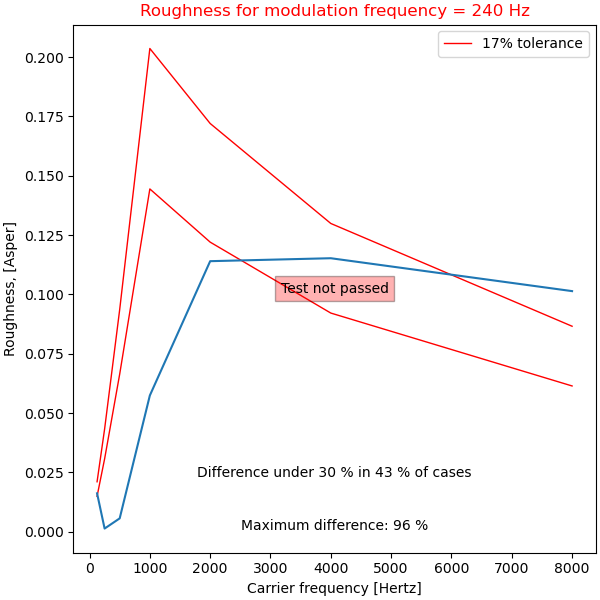 Roughness for modulation frequency = 240 Hz
17% tolerance
0.200
0.175
0.150
0.125
0.100
0.075
0.050
0.025
0.000
Roughness, [Asper]
Test not passed
Difference under 30 % in 43 % of cases
Maximum difference: 96 %
0 1000 2000 3000 4000 5000 6000 7000 8000
Carrier frequency [Hertz]